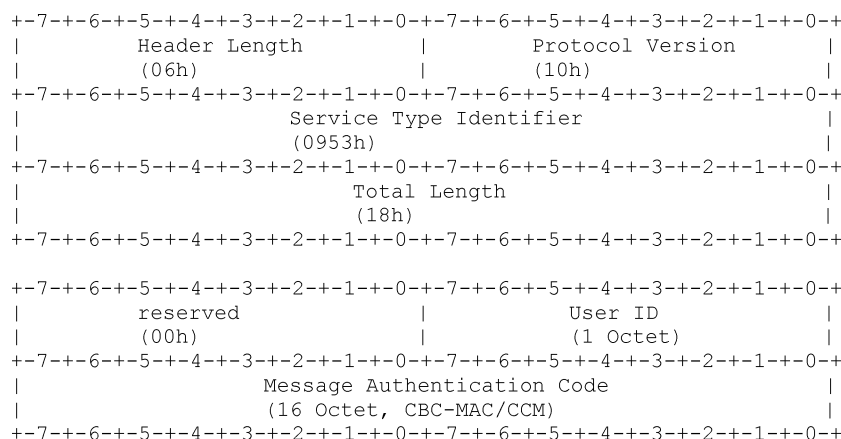 +-7-+-6-+-5-+-4-+-3-+-2-+-1-+-0-+-7-+-6-+-5-+-4-+-3-+-2-+-1-+-0-+
| Header Length | Protocol Version |
| (06h) | (10h) |
+-7-+-6-+-5-+-4-+-3-+-2-+-1-+-0-+-7-+-6-+-5-+-4-+-3-+-2-+-1-+-0-+
| Service Type Identifier |
| (0953h) |
+-7-+-6-+-5-+-4-+-3-+-2-+-1-+-0-+-7-+-6-+-5-+-4-+-3-+-2-+-1-+-0-+
| Total Length |
| (18h) |
+-7-+-6-+-5-+-4-+-3-+-2-+-1-+-0-+-7-+-6-+-5-+-4-+-3-+-2-+-1-+-0-+
+-7-+-6-+-5-+-4-+-3-+-2-+-1-+-0-+-7-+-6-+-5-+-4-+-3-+-2-+-1-+-0-+
| reserved | User ID |
| (00h) | (1 Octet) |
+-7-+-6-+-5-+-4-+-3-+-2-+-1-+-0-+-7-+-6-+-5-+-4-+-3-+-2-+-1-+-0-+
| Message Authentication Code |
| (16 Octet, CBC-MAC/CCM) |
+-7-+-6-+-5-+-4-+-3-+-2-+-1-+-0-+-7-+-6-+-5-+-4-+-3-+-2-+-1-+-0-+